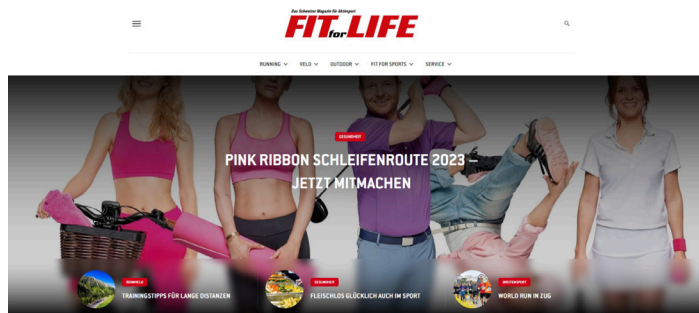 Das Schweizer Magazin für Aktivsport
FIT for LIFE
RUNNING VELO OUTDOOR FIT FOR SPORTS SERVICE
GESUNDHEIT
PINK RIBBON SCHLEIFENROUTE 2023 –
JETZT MITMACHEN
GESUNDHEIT
BREITENSPORT
TRAININGSTIPPS FÜR LANGE DISTANZEN
FLEISCHLOS GLÜCKLICH AUCH IM SPORT
WORLD RUN IN ZUG